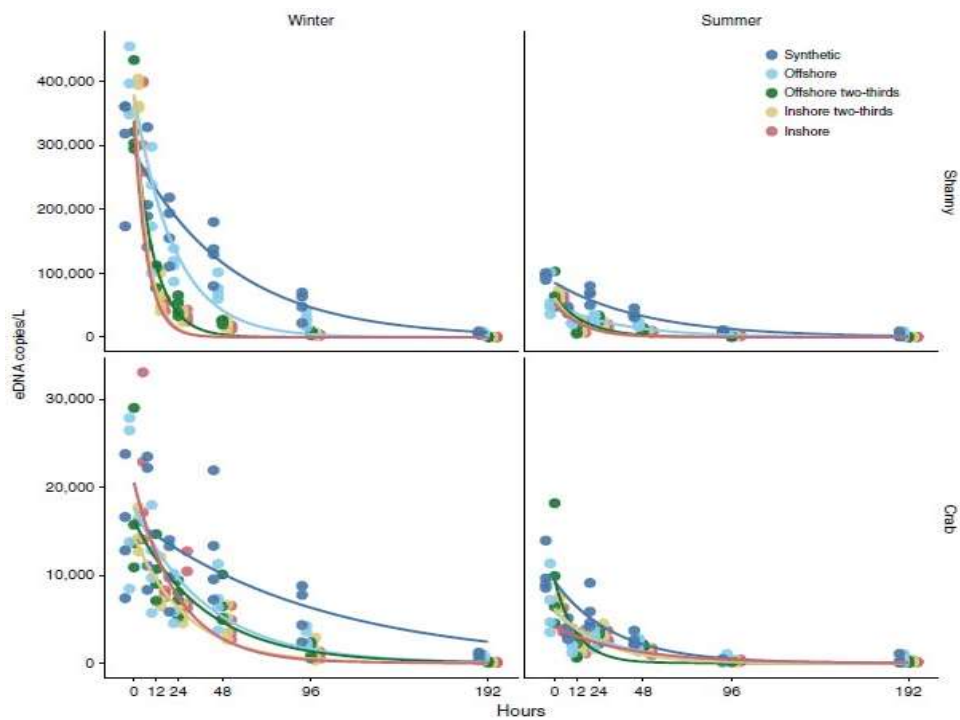 Winter
Summer
Synthetic
Offshore
Offshore two-thirds
Inshore two-thirds
Inshore
400,000
300,000
200,000
100,000
0
Shanny
eDNA copies/L
30,000
20,000
10,000
0
Crab
0 12 24 48 96 192
0 12 24 48 96 192
Hours